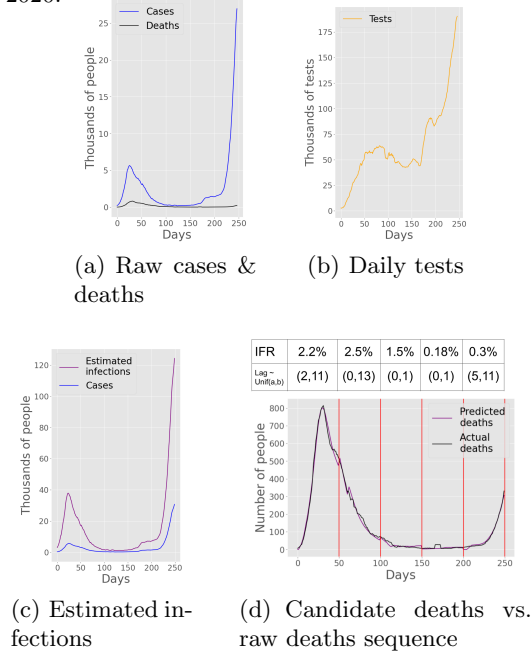 2020.
Cases
Deaths
Thousands of people
25
20
15
10
5
0
0 50 100 150 200 250
Days
Tests
Thousands of tests
175
150
125
100
75
50
25
0
0 50 100 150 200 250
Days
(a) Raw cases &
deaths
(b) Daily tests
Estimated
infections
Cases
Thousands of people
120
100
80
60
40
20
0
0 50 100 150 200 250
Days
IFR 2.2% 2.5% 1.5% 0.18% 0.3%
Lag ~
Unif(a,b) (2,11) (0,13) (0,1) (0,1) (5,11)
Predicted
deaths
Actual
deaths
Number of people
800
700
600
500
400
300
200
100
0
0 50 100 150 200 250
Days
(c) Estimated in-
fections
(d) Candidate deaths vs.
raw deaths sequence